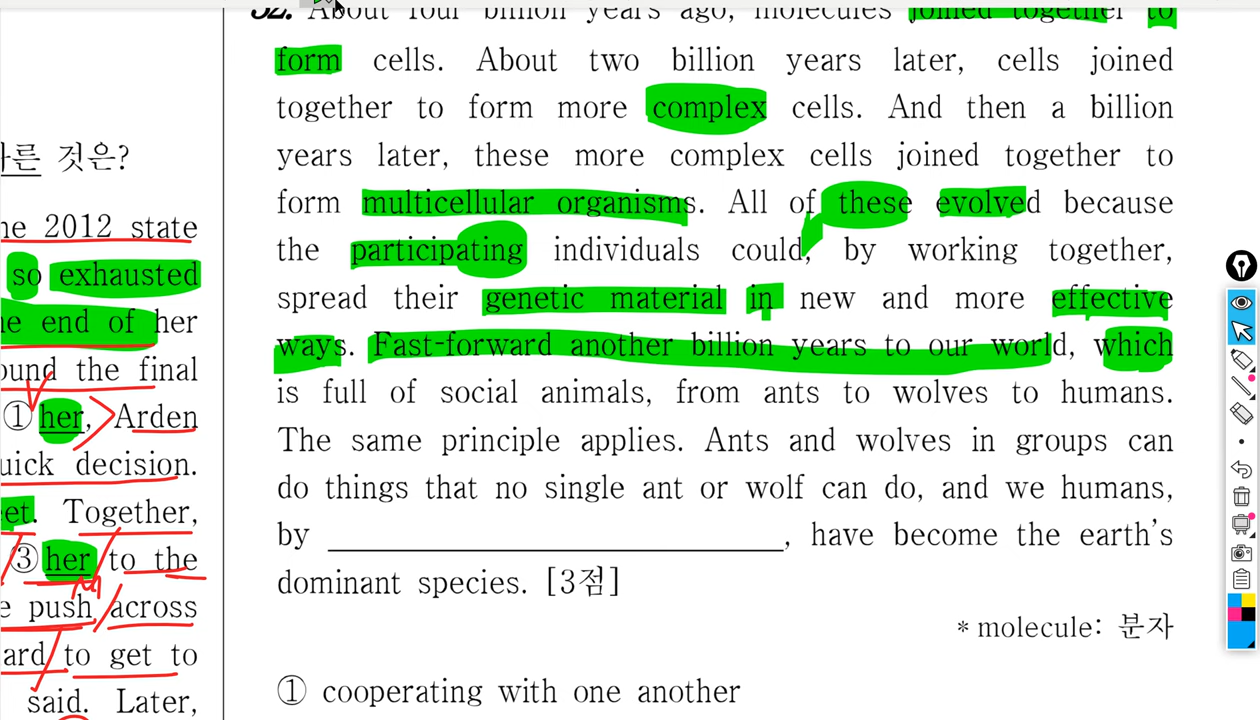 다른 것은?
he 2012 state
so exhausted
he end of her
ound the final
① her, Arden
uick decision.
eet. Together,
③ her to the
e push across
ard to get to
said. Later,
32. About four billion years ago, molecules joined together to
form cells. About two billion years later, cells joined
together to form more complex cells. And then a billion
years later, these more complex cells joined together to
form multicellular organisms. All of these evolved because
the participating individuals could, by working together,
spread their genetic material in new and more effective
ways. Fast-forward another billion years to our world, which
is full of social animals, from ants to wolves to humans.
The same principle applies. Ants and wolves in groups can
do things that no single ant or wolf can do, and we humans,
by ____________________, have become the earth's
dominant species. [3점]
* molecule: 분자
① cooperating with one another